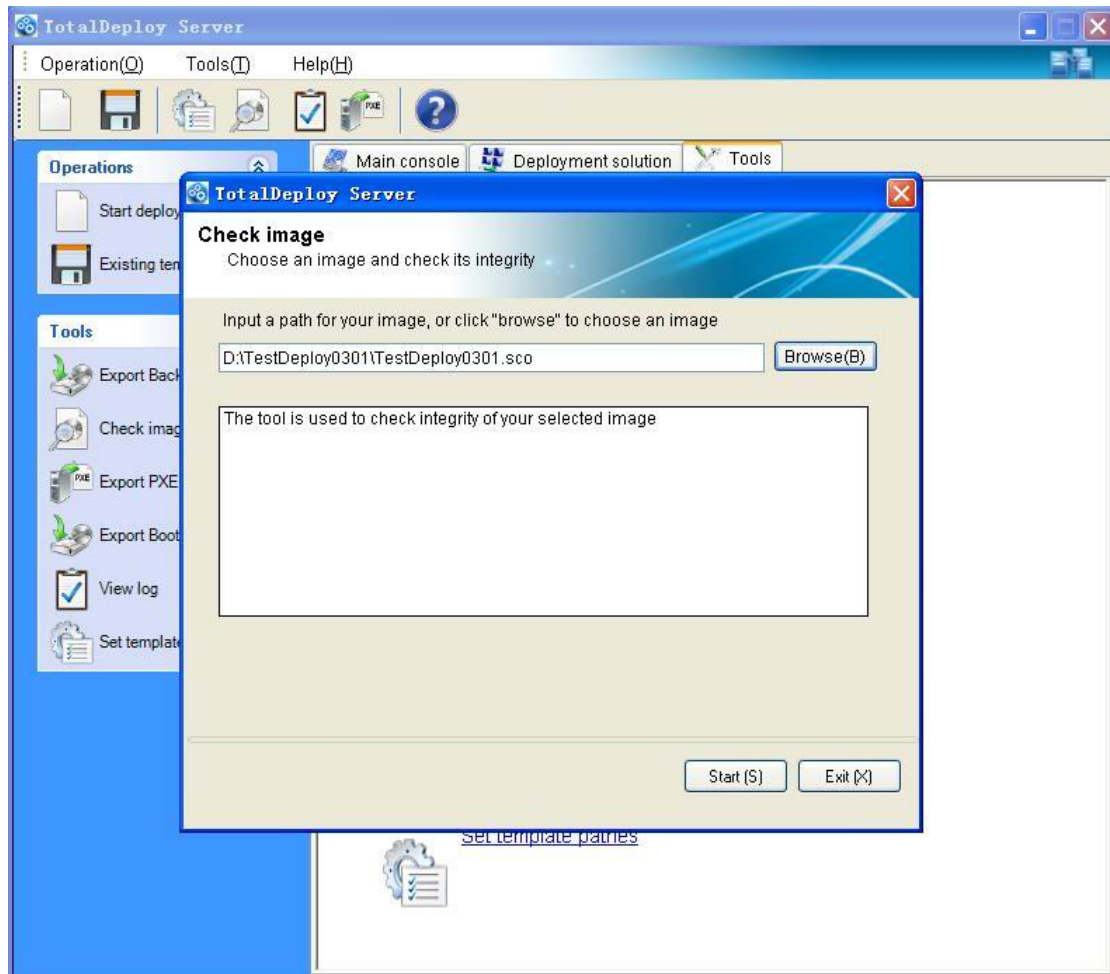 TotalDeploy Server
Operation(O) Tools(T) Help(H)
PXE
Main console Deployment solution Tools
Operations
Start deploy
Existing ten
Tools
Export Back
Check imag
PXE
Export PXE
Export Boot
View log
Set template
TotalDeploy Server
Check image
Choose an image and check its integrity
Input a path for your image, or click "browse" to choose an image
D:\TestDeploy0301\TestDeploy0301.sco
Browse(B)
The tool is used to check integrity of your selected image
Start (S) Exit (X)
Set template pathes